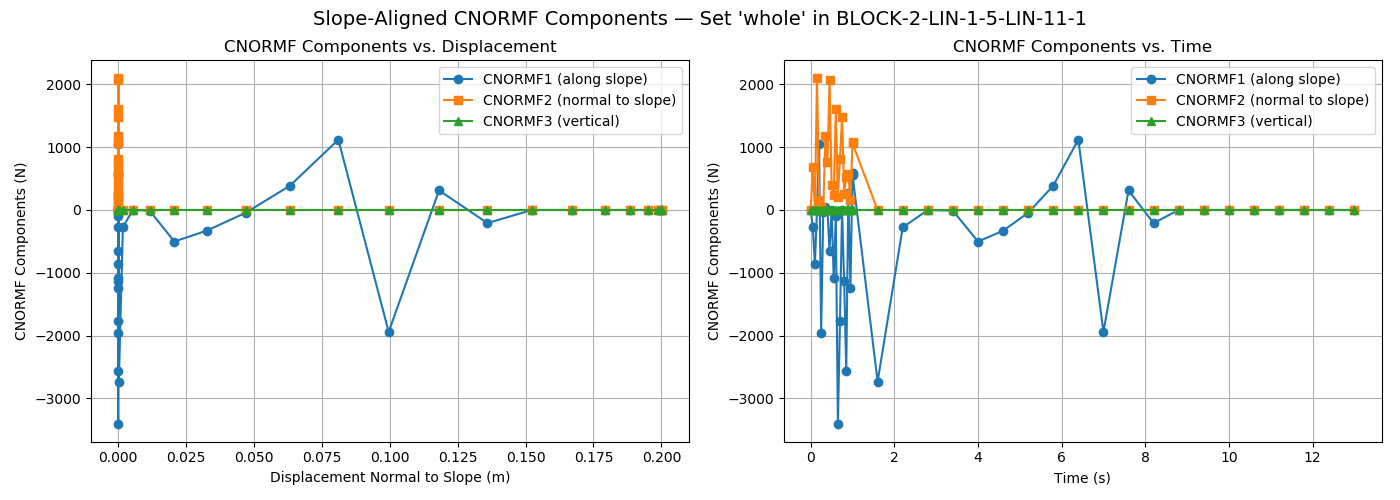 Slope-Aligned CNORMF Components — Set 'whole' in BLOCK-2-LIN-1-5-LIN-11-1
CNORMF Components vs. Displacement
CNORMF Components (N)
2000
1000
0
−1000
−2000
−3000
CNORMF1 (along slope)
CNORMF2 (normal to slope)
CNORMF3 (vertical)
0.000 0.025 0.050 0.075 0.100 0.125 0.150 0.175 0.200
Displacement Normal to Slope (m)
CNORMF Components vs. Time
CNORMF Components (N)
2000
1000
0
−1000
−2000
−3000
CNORMF1 (along slope)
CNORMF2 (normal to slope)
CNORMF3 (vertical)
0 2 4 6 8 10 12
Time (s)